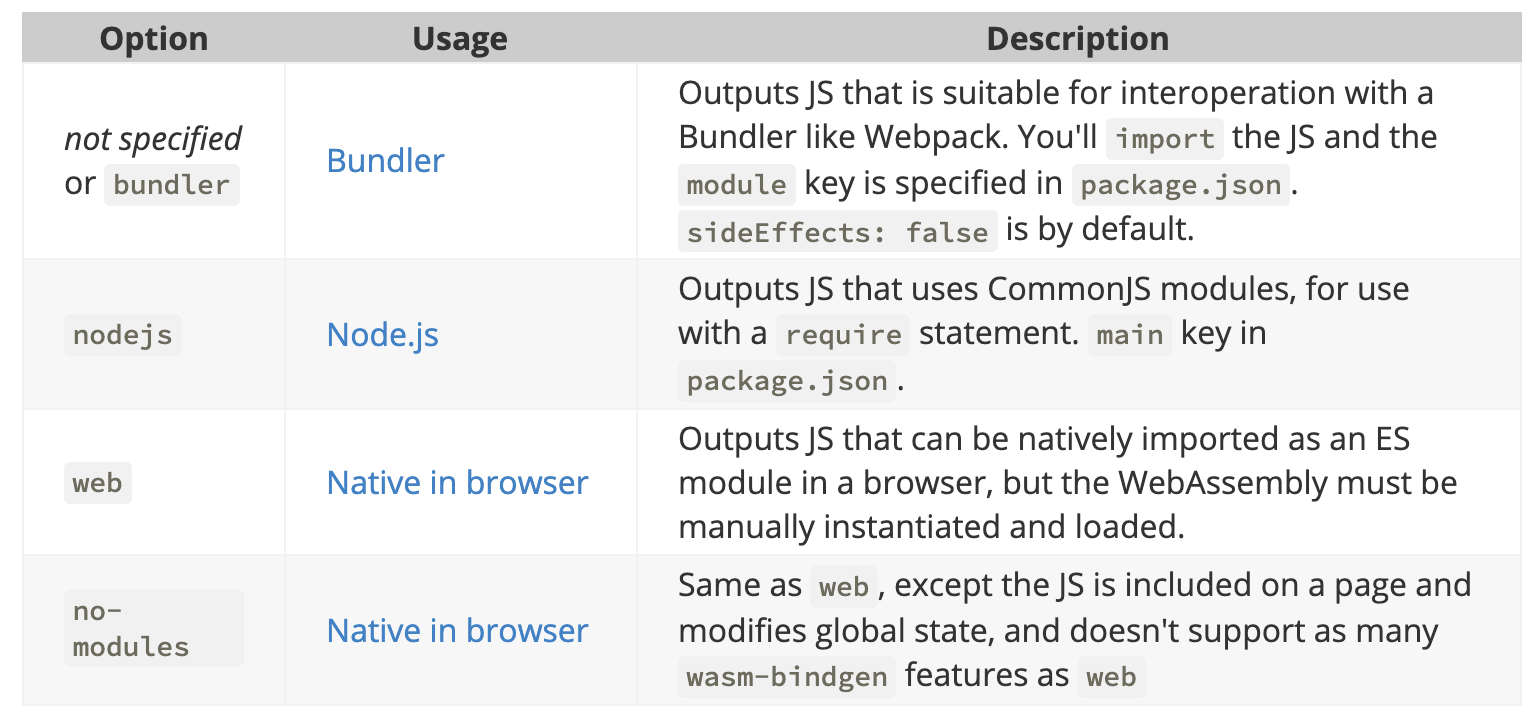 Option Usage Description
not specified
or bundler
Bundler
Outputs JS that is suitable for interoperation with a
Bundler like Webpack. You'll import the JS and the
module key is specified in package.json.
sideEffects: false is by default.
nodejs
Node.js
Outputs JS that uses CommonJS modules, for use
with a require statement. main key in
package.json.
web
Native in browser
Outputs JS that can be natively imported as an ES
module in a browser, but the WebAssembly must be
manually instantiated and loaded.
no-
modules
Native in browser
Same as web, except the JS is included on a page and
modifies global state, and doesn't support as many
wasm-bindgen features as web